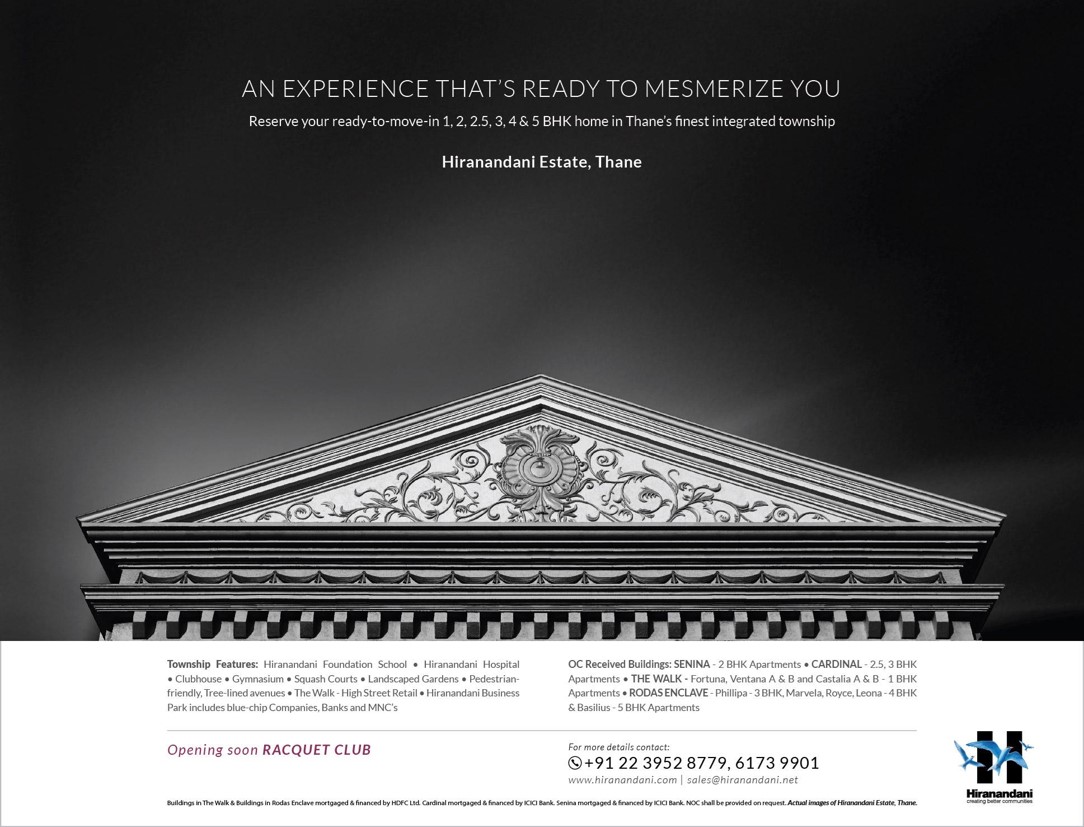 AN EXPERIENCE THAT'S READY TO MESMERIZE YOU
Reserve your ready-to-move-in 1, 2, 2.5, 3, 4 & 5 BHK home in Thane's finest integrated township
Hiranandani Estate, Thane
Township Features: Hiranandani Foundation School • Hiranandani Hospital
• Clubhouse • Gymnasium • Squash Courts • Landscaped Gardens • Pedestrian-
friendly, Tree-lined avenues • The Walk - High Street Retail • Hiranandani Business
Park includes blue-chip Companies, Banks and MNC's
OC Received Buildings: SENINA - 2 BHK Apartments • CARDINAL - 2.5, 3 BHK
Apartments • THE WALK - Fortuna, Ventana A & B and Castalia A & B - 1 BHK
Apartments • RODAS ENCLAVE - Phillipa - 3 BHK, Marvela, Royce, Leona - 4 BHK
& Basilius - 5 BHK Apartments
Opening soon RACQUET CLUB
For more details contact:
+91 22 3952 8779, 6173 9901
www.hiranandani.com | sales@hiranandani.net
H
Hiranandani
creating better communities
Buildings in The Walk & Buildings in Rodas Enclave mortgaged & financed by HDFC Ltd. Cardinal mortgaged & financed by ICICI Bank. Senina mortgaged & financed by ICICI Bank. NOC shall be provided on request. Actual images of Hiranandani Estate, Thane.